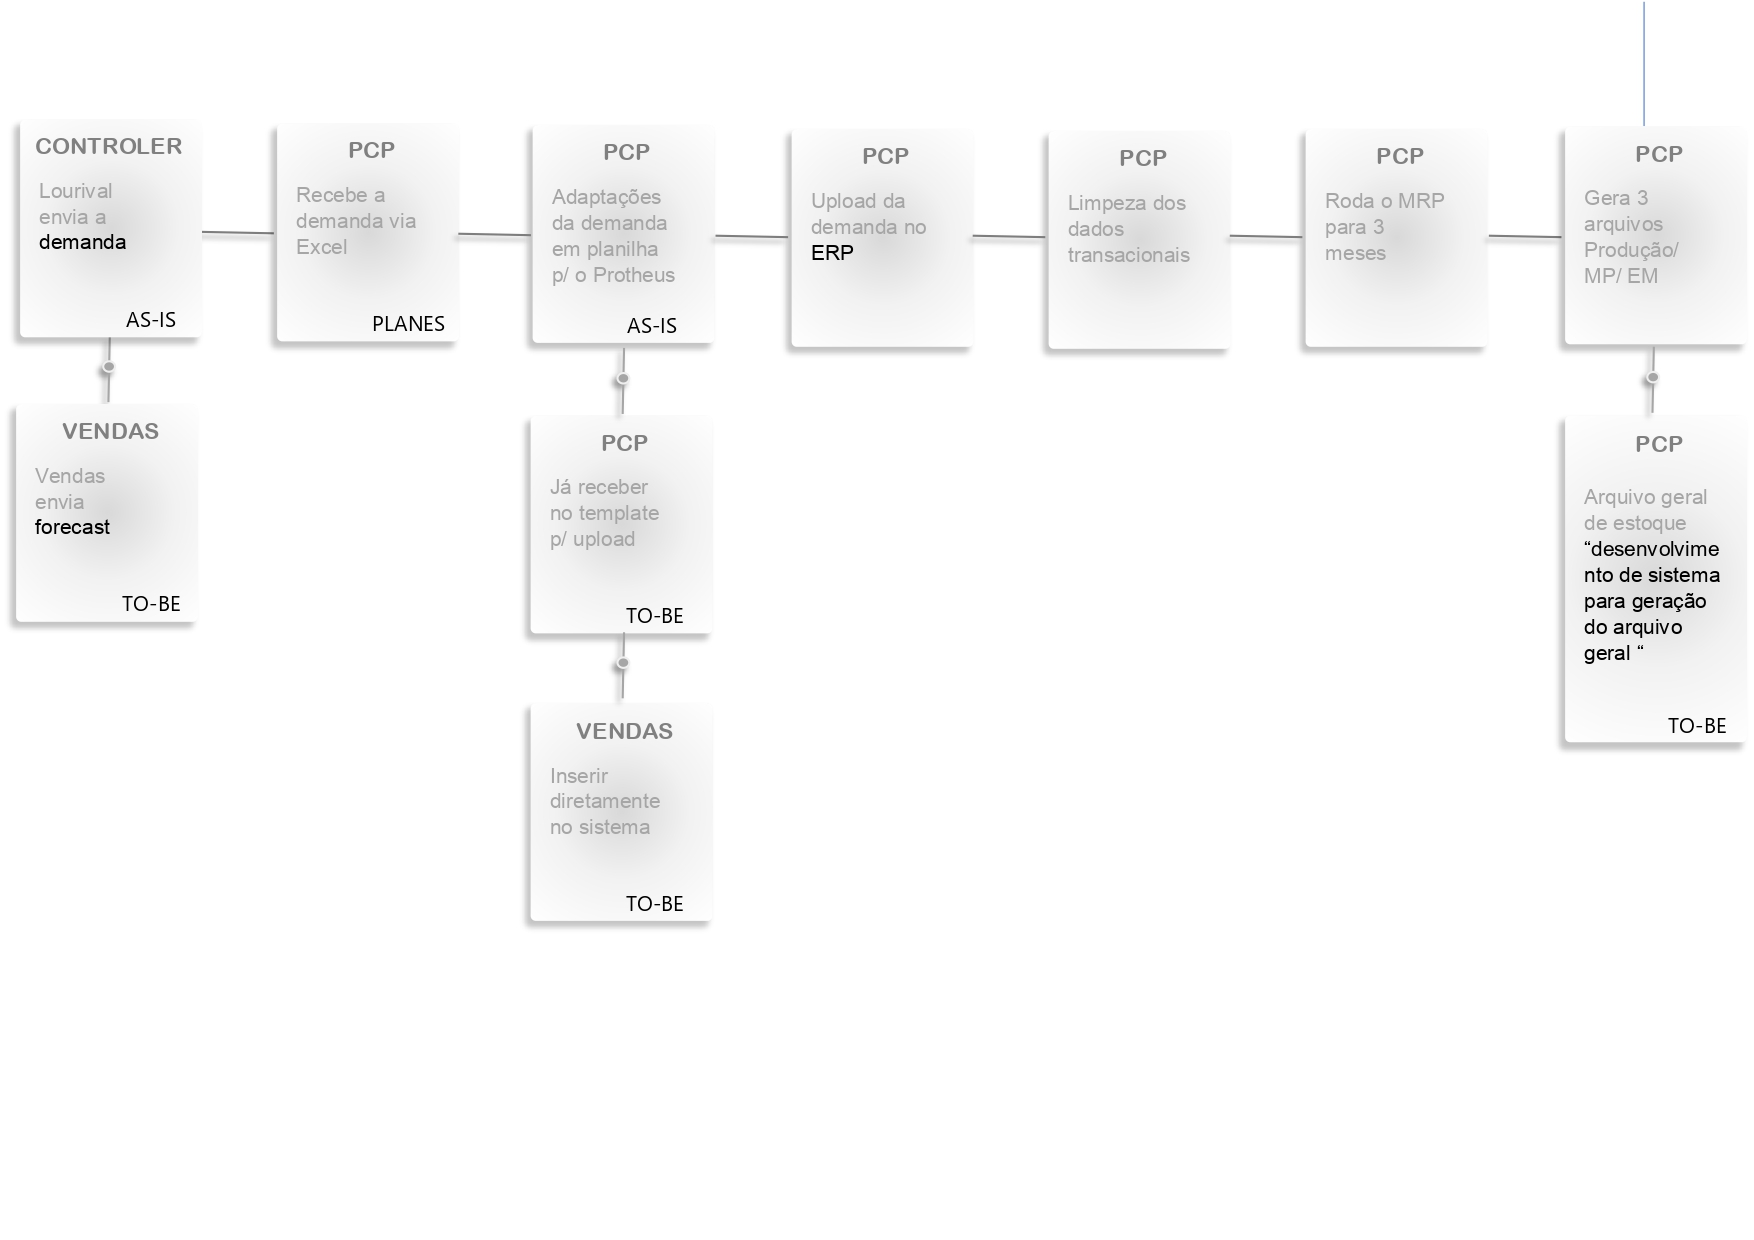 CONTROLER
Lourival
envia a
demanda
AS-IS
PCP
Recebe a
demanda via
Excel
PLANES
PCP
Adaptações
da demanda
em planilha
p/ o Protheus
AS-IS
PCP
Upload da
demanda no
ERP
PCP
Limpeza dos
dados
transacionais
PCP
Roda o MRP
para 3
meses
PCP
Gera 3
arquivos
Produção/
MP/ EM
VENDAS
Vendas
envia
forecast
TO-BE
PCP
Já receber
no template
p/ upload
TO-BE
PCP
Arquivo geral
de estoque
“desenvolvime
nto de sistema
para geração
do arquivo
geral “
TO-BE
VENDAS
Inserir
diretamente
no sistema
TO-BE